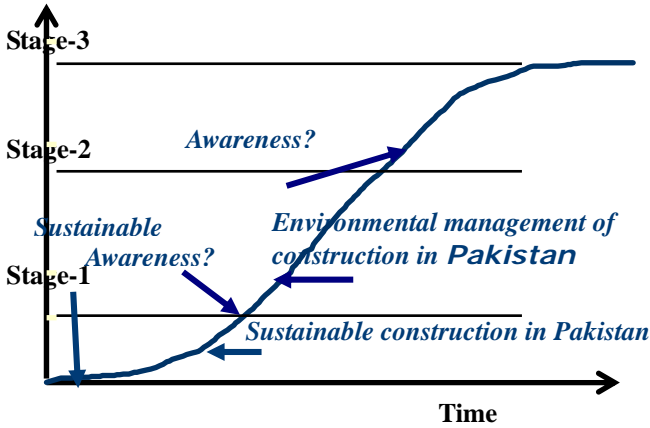 Stage-3
Awareness?
Stage-2
Sustainable
Awareness?
Environmental management of
construction in Pakistan
Stage-1
Sustainable construction in Pakistan
Time